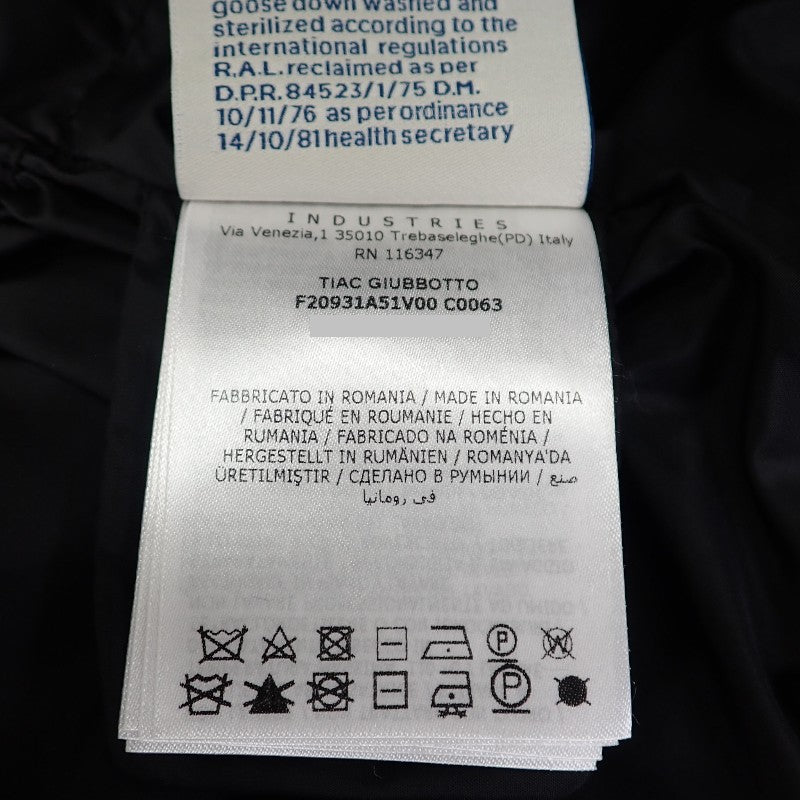 goose down washed and
sterilized according to the
international regulations
R.A.L. reclaimed as per
D.P.R. 84523/1/75 D.M.
10/11/76 as per ordinance
14/10/81 health secretary
INDUSTRIES
Via Venezia,1 35010 Trebaseleghe(PD) Italy
RN 116347
TIAC GIUBBOTTO
F20931A51V00 C0063
FABBRICATO IN ROMANIA / MADE IN ROMANIA
/ FABRIQUÉ EN ROUMANIE / HECHO EN
RUMANIA / FABRICADO NA ROMÉNIA /
HERGESTELLT IN RUMÄNIEN / ROMANYA'DA
ÜRETILMIŞTIR / СДЕЛАНО В РУМЫНИИ / صنع
في رومانيا
P W
P